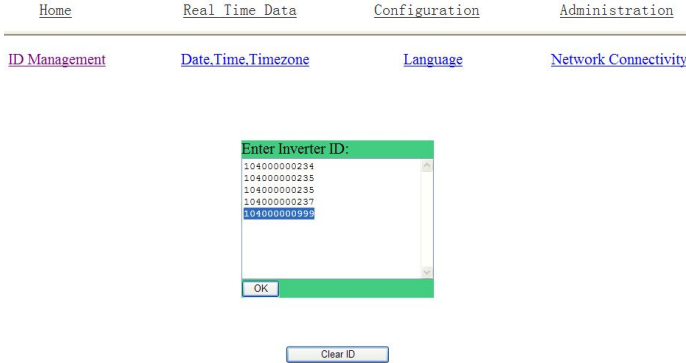 Home Real Time Data Configuration Administration
ID Management Date,Time,Timezone Language Network Connectivity
Enter Inverter ID:
104000000234
104000000235
104000000235
104000000237
104000000999
OK
Clear ID